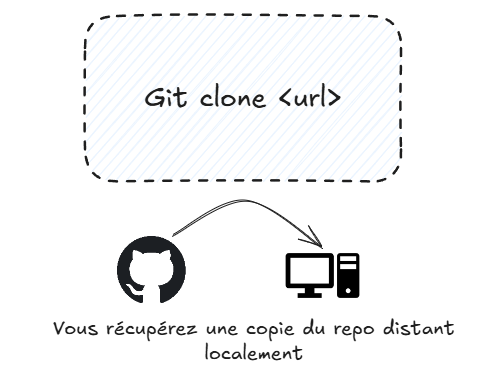 Git clone <url>
Vous récupérez une copie du repo distant
localement